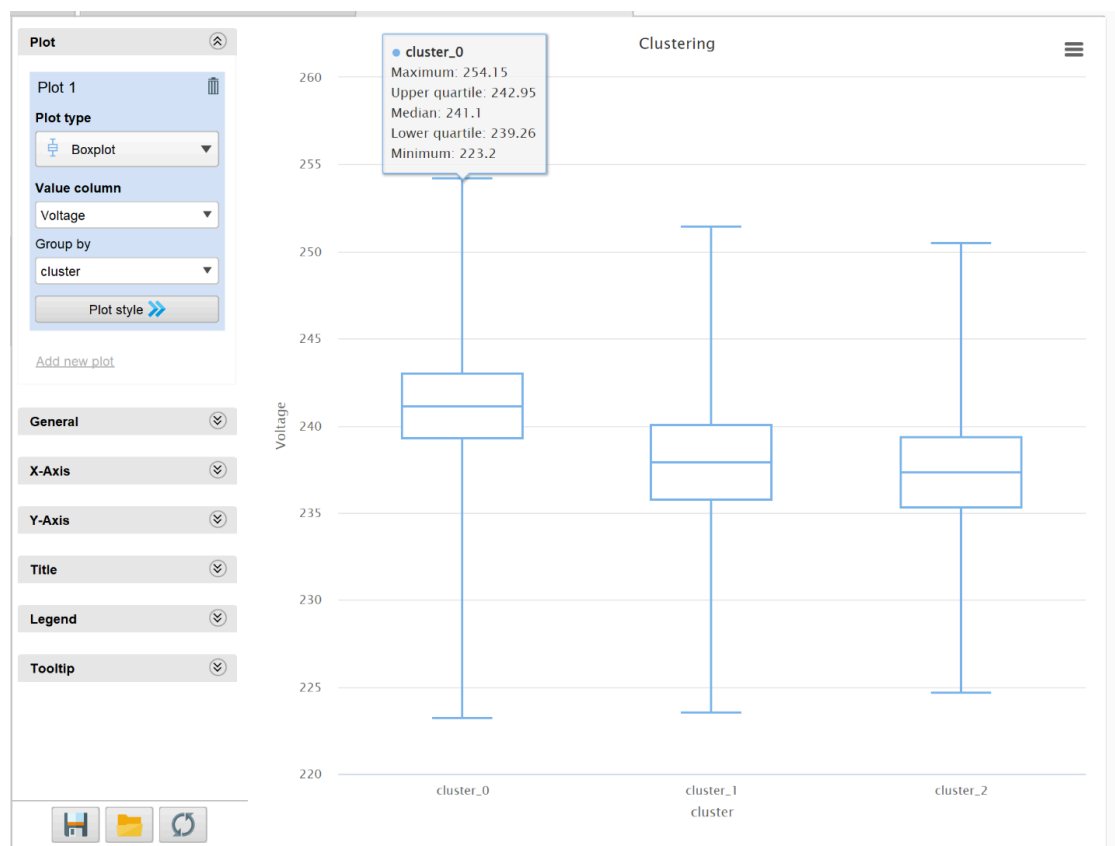 Plot
Plot 1
Plot type
Boxplot
Value column
Voltage
Group by
cluster
Plot style
Add new plot
General
X-Axis
Y-Axis
Title
Legend
Tooltip
Clustering
cluster_0
Maximum: 254.15
Upper quartile: 242.95
Median: 241.1
Lower quartile: 239.26
Minimum: 223.2
260
255
250
245
240
235
230
225
220
Voltage
cluster_0 cluster_1 cluster_2
cluster